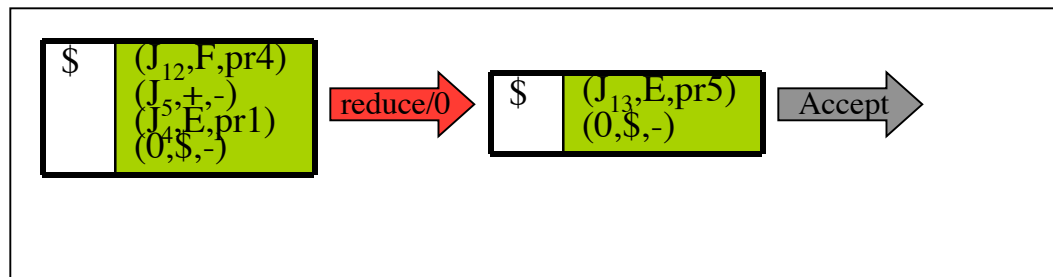 $
(J12,F,pr4)
(J5,+,-)
(J4,E,pr1)
(0,$,-)
reduce/0
$
(J13,E,pr5)
(0,$,-)
Accept